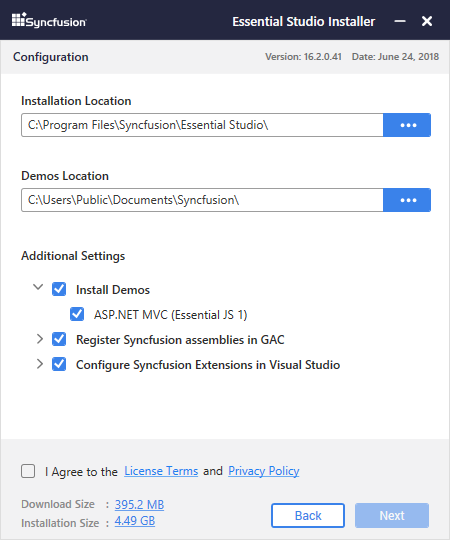 Syncfusion Essential Studio Installer
Configuration Version: 16.2.0.41 Date: June 24, 2018
Installation Location
C:\Program Files\Syncfusion\Essential Studio\
Demos Location
C:\Users\Public\Documents\Syncfusion\
Additional Settings
Install Demos
ASP.NET MVC (Essential JS 1)
Register Syncfusion assemblies in GAC
Configure Syncfusion Extensions in Visual Studio
I Agree to the License Terms and Privacy Policy
Download Size : 395.2 MB
Installation Size : 4.49 GB
Back Next